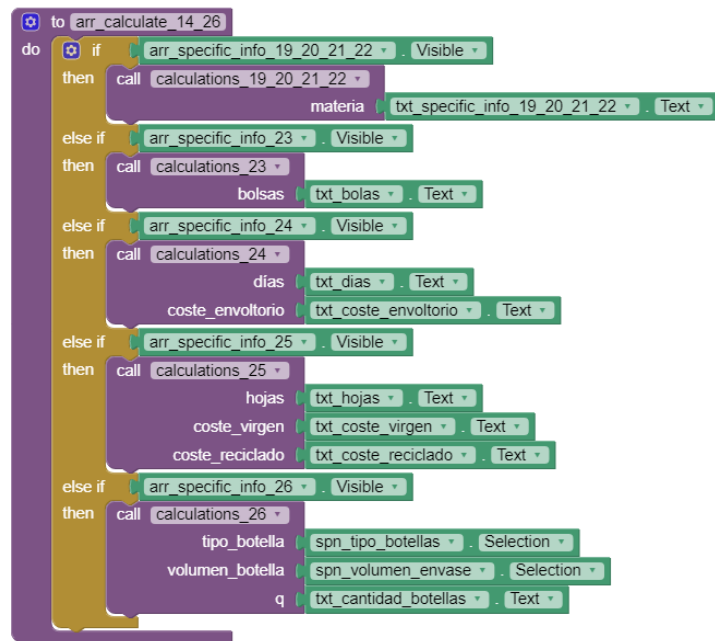 to arr_calculate_14_26
do if arr_specific_info_19_20_21_22 . Visible
then call calculations_19_20_21_22
materia txt_specific_info_19_20_21_22 . Text
else if arr_specific_info_23 . Visible
then call calculations_23
bolsas txt_bolas . Text
else if arr_specific_info_24 . Visible
then call calculations_24
días txt_dias . Text
coste_envoltorio txt_coste_envoltorio . Text
else if arr_specific_info_25 . Visible
then call calculations_25
hojas txt_hojas . Text
coste_virgen txt_coste_virgen . Text
coste_reciclado txt_coste_reciclado . Text
else if arr_specific_info_26 . Visible
then call calculations_26
tipo_botella spn_tipo_botellas . Selection
volumen_botella spn_volumen_envase . Selection
q txt_cantidad_botellas . Text